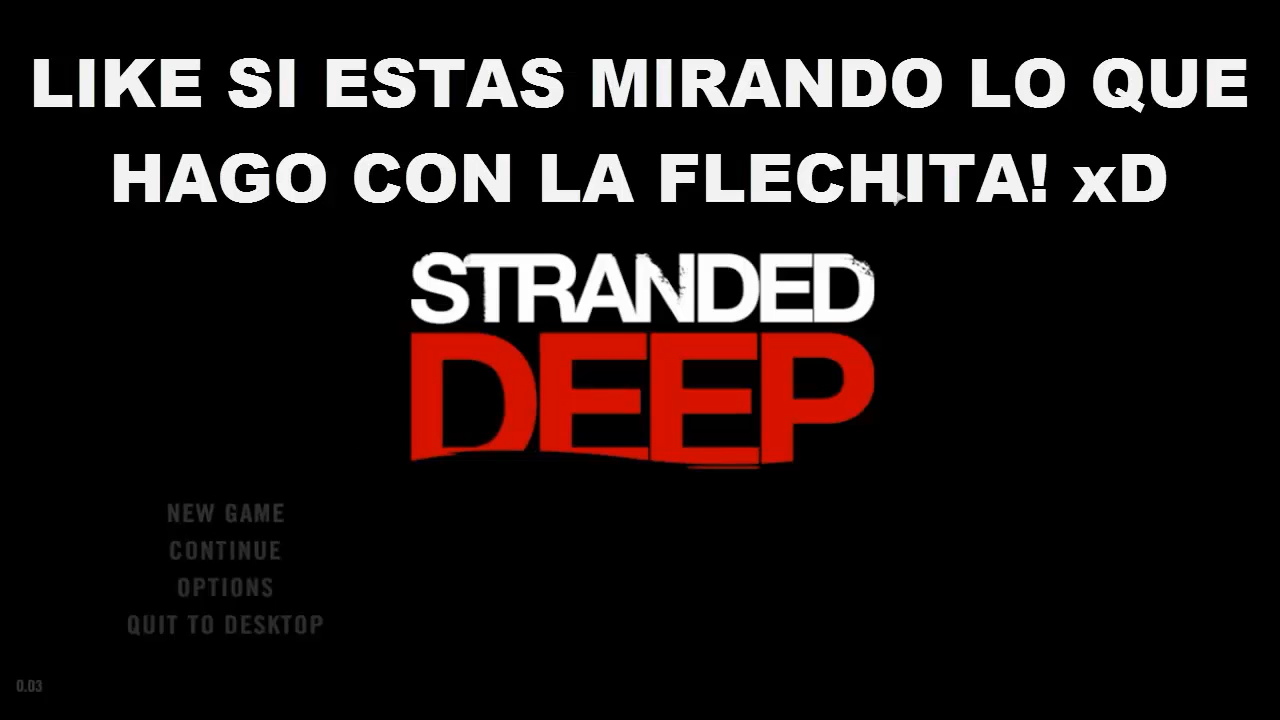 LIKE SI ESTAS MIRANDO LO QUE
HAGO CON LA FLECHITA! xD
STRANDED
DEEP
NEW GAME
CONTINUE
OPTIONS
QUIT TO DESKTOP
0.03